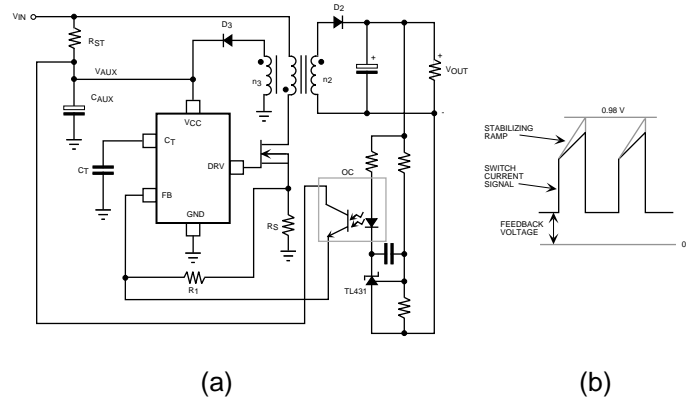 VIN
RST
VAUX
CAUX
D3
n3
D2
n2
+
+
VOUT
-
VCC
CT
CT
DRV
FB
GND
OC
RS
R1
TL431
0.98 V
STABILIZING
RAMP
SWITCH
CURRENT
SIGNAL
FEEDBACK
VOLTAGE
0
(a)
(b)